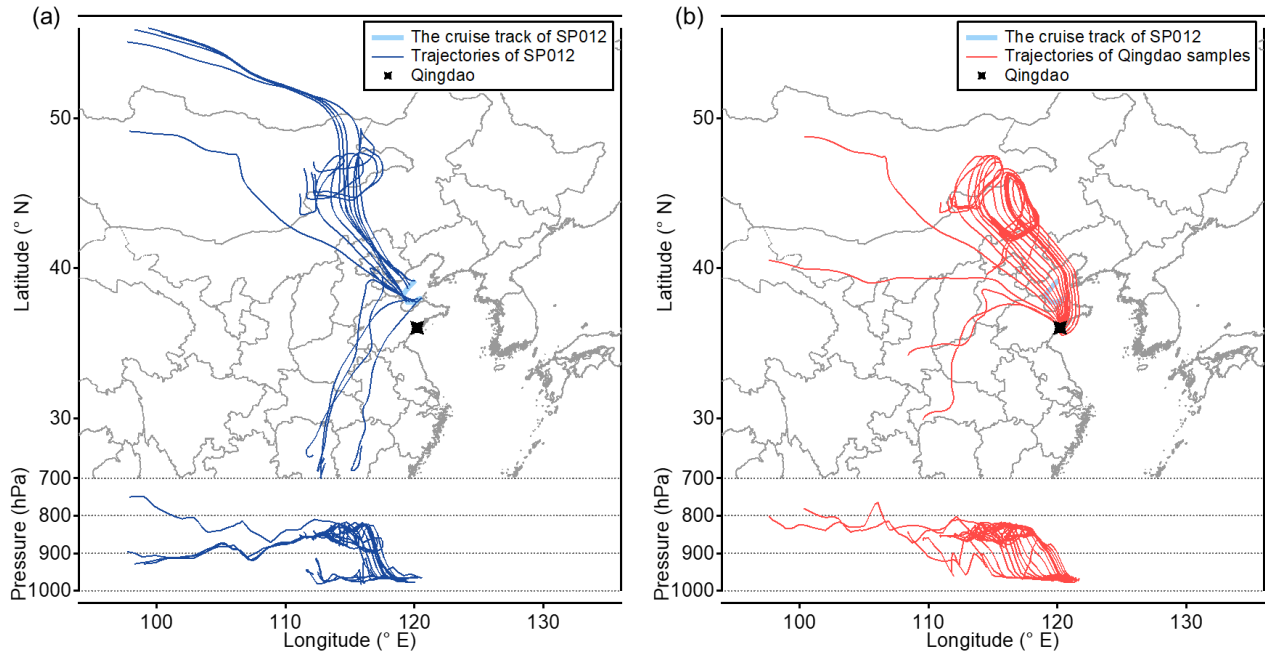 (a)
The cruise track of SP012
Trajectories of SP012
Qingdao
50
40
30
Latitude (° N)
700
800
900
1000
Pressure (hPa)
100
110
120
130
Longitude (° E)
(b)
The cruise track of SP012
Trajectories of Qingdao samples
Qingdao
50
40
30
Latitude (° N)
700
800
900
1000
Pressure (hPa)
100
110
120
130
Longitude (° E)